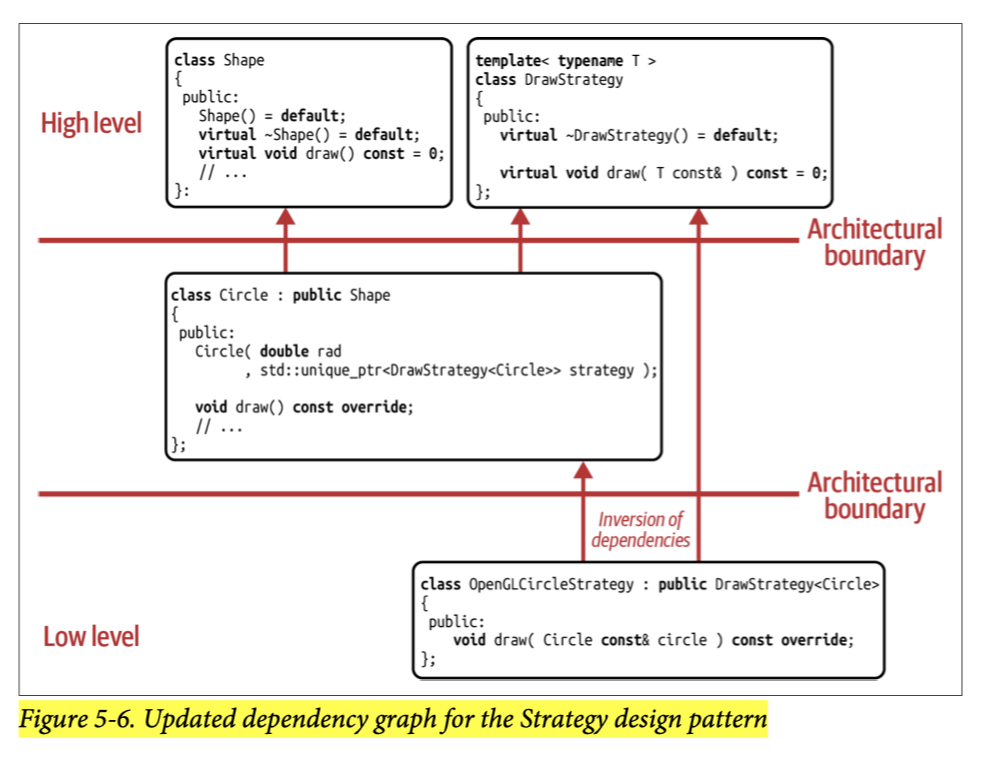 High level
class Shape
{
public:
Shape() = default;
virtual ~Shape() = default;
virtual void draw() const = 0;
// ...
}:
template< typename T >
class DrawStrategy
{
public:
virtual ~DrawStrategy() = default;
virtual void draw( T const& ) const = 0;
};
Architectural
boundary
class Circle : public Shape
{
public:
Circle( double rad
, std::unique_ptr<DrawStrategy<Circle>> strategy );
void draw() const override;
// ...
};
Architectural
boundary
Inversion of
dependencies
Low level
class OpenGLCircleStrategy : public DrawStrategy<Circle>
{
public:
void draw( Circle const& circle ) const override;
};
Figure 5-6. Updated dependency graph for the Strategy design pattern